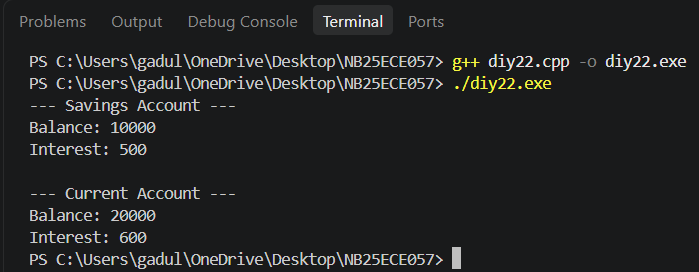 Problems Output Debug Console Terminal Ports
PS C:\Users\gadul\OneDrive\Desktop\NB25ECE057> g++ diy22.cpp -o diy22.exe
PS C:\Users\gadul\OneDrive\Desktop\NB25ECE057> ./diy22.exe
--- Savings Account ---
Balance: 10000
Interest: 500

--- Current Account ---
Balance: 20000
Interest: 600
PS C:\Users\gadul\OneDrive\Desktop\NB25ECE057>